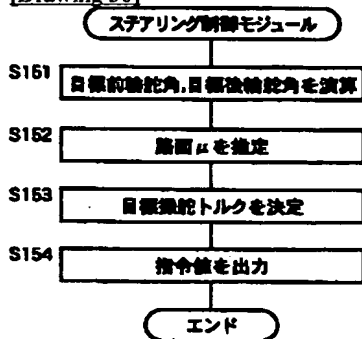 [Drawing 30]
ステアリング制御モジュール
S151
目標前輪舵角,目標後輪舵角を演算
S152
路面μを推定
S153
目標操舵トルクを決定
S154
指令値を出力
エンド